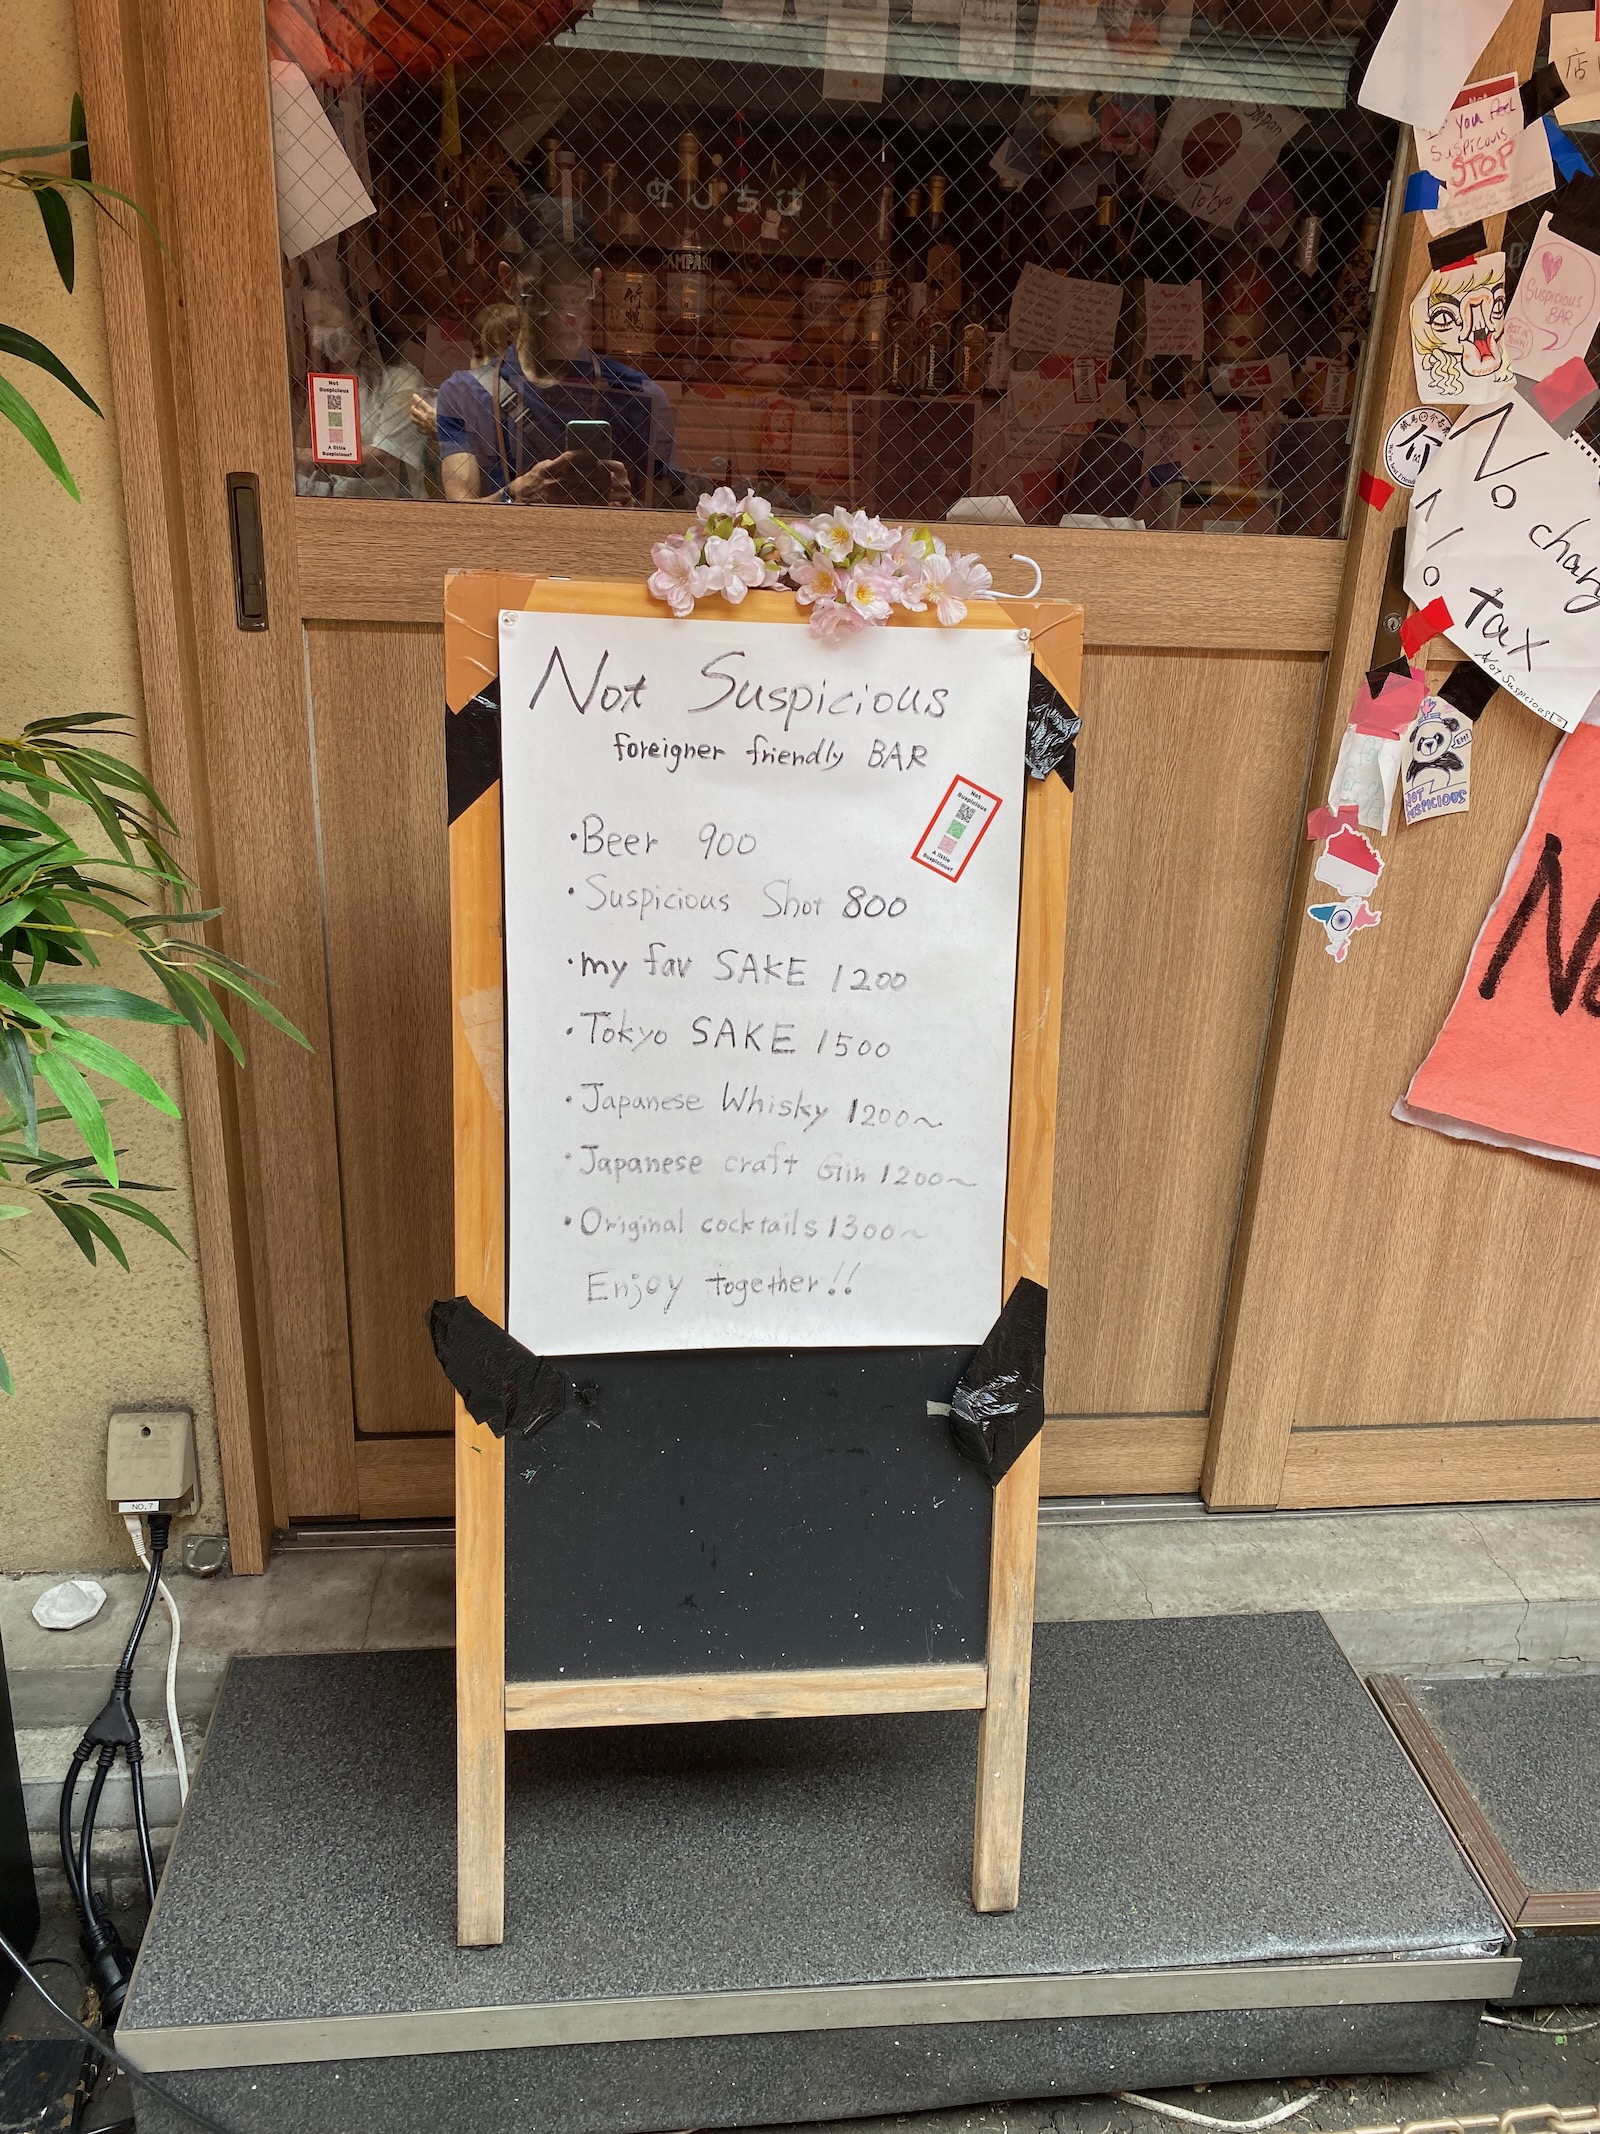 Not Suspicious
foreigner friendly BAR
・Beer 900
・Suspicious Shot 800
・my fav SAKE 1200
・Tokyo SAKE 1500
・Japanese Whisky 1200～
・Japanese craft Gin 1200～
・Original cocktails 1300～
Enjoy together!!
Not
Suspicious
A little
Suspicious?
Not
Suspicious
A little
Suspicious?
Japan
Tokyo
CAMPARI
you feel
Suspicious
STOP
Suspicious
BAR
No
charge
No
Tax
Not Suspicious
NOT
SUSPICIOUS
No
NO.7